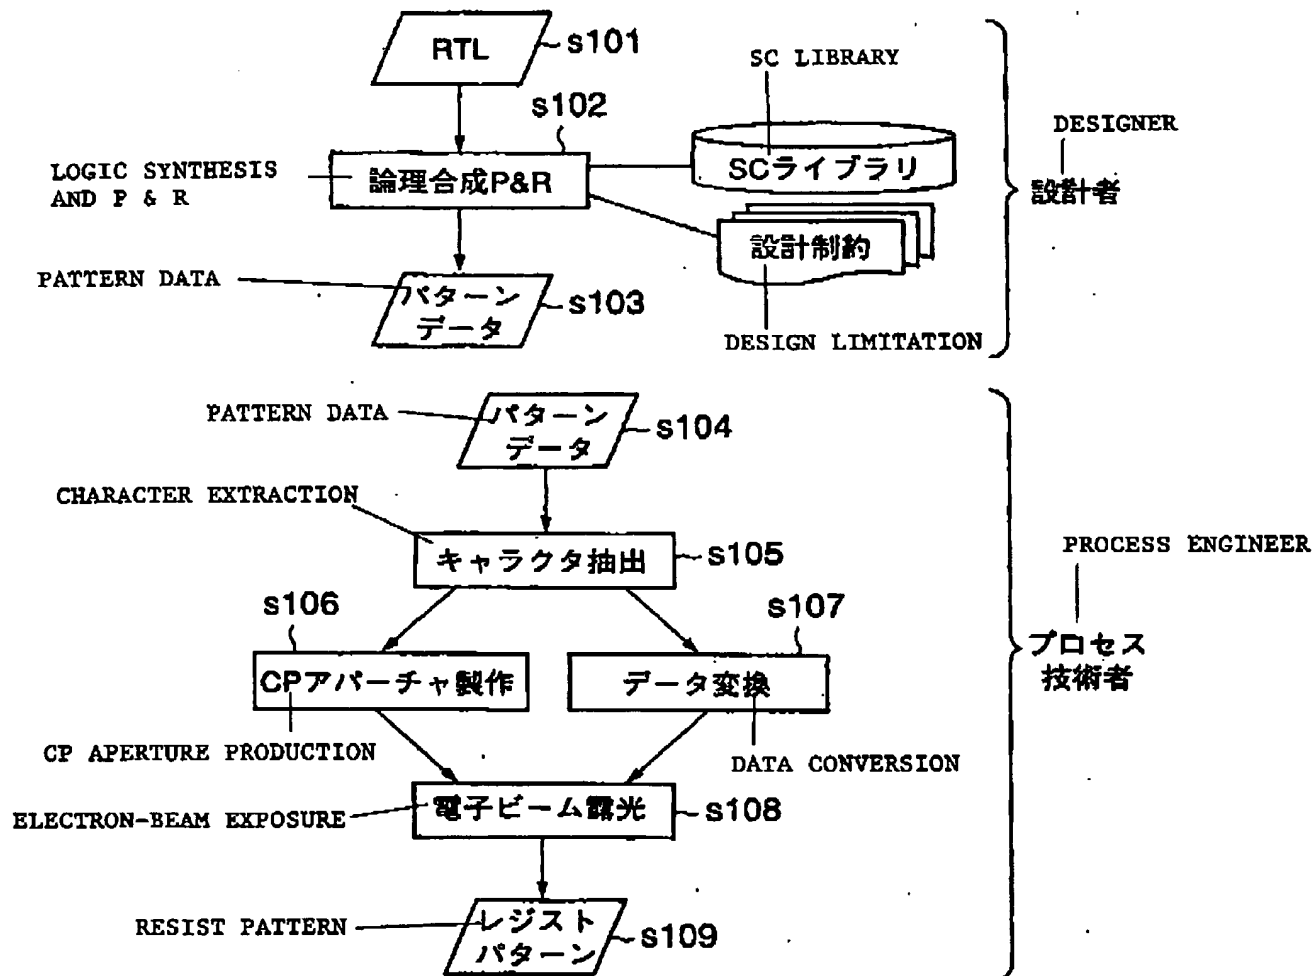 RTL
s101
SC LIBRARY
s102
DESIGNER
LOGIC SYNTHESIS
AND P & R
論理合成P&R
SCライブラリ
設計者
設計制約
PATTERN DATA
パターン
データ
s103
DESIGN LIMITATION
PATTERN DATA
パターン
データ
s104
CHARACTER EXTRACTION
キャラクタ抽出
s105
PROCESS ENGINEER
s106
s107
CPアパーチャ製作
データ変換
プロセス
技術者
CP APERTURE PRODUCTION
DATA CONVERSION
電子ビーム露光
s108
ELECTRON-BEAM EXPOSURE
RESIST PATTERN
レジスト
パターン
s109